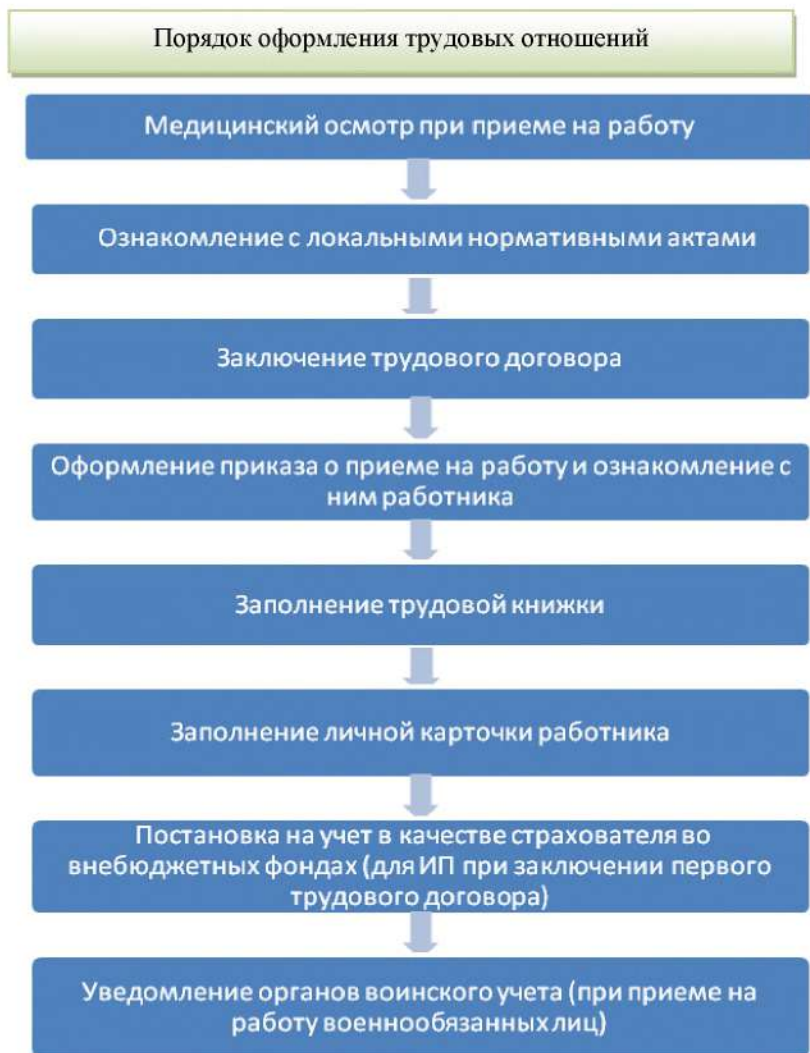 Порядок оформления трудовых отношений
Медицинский осмотр при приеме на работу
Ознакомление с локальными нормативными актами
Заключение трудового договора
Оформление приказа о приеме на работу и ознакомление с
ним работника
Заполнение трудовой книжки
Заполнение личной карточки работника
Постановка на учет в качестве страхователя во
внебюджетных фондах (для ИП при заключении первого
трудового договора)
Уведомление органов воинского учета (при приеме на
работу военнообязанных лиц)